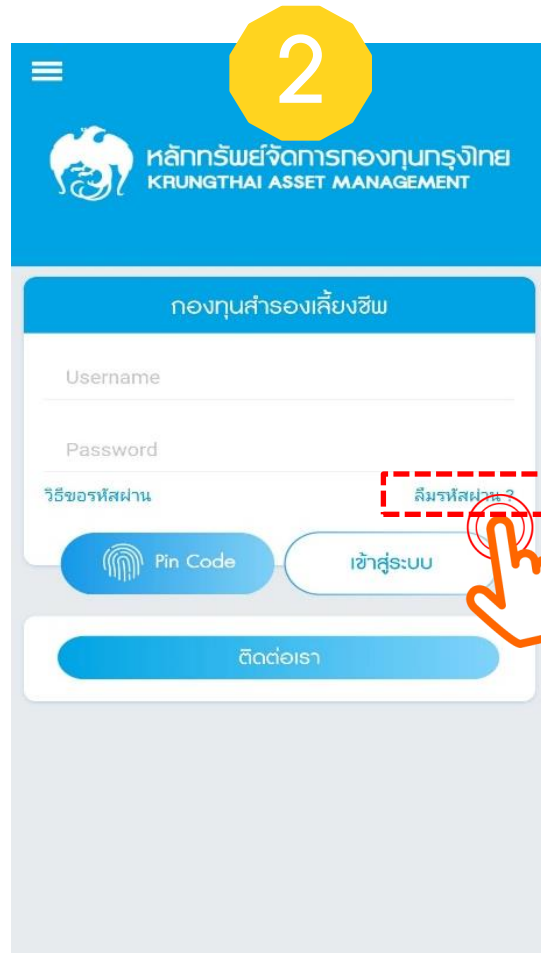 2
หลักทรัพย์จัดการกองทุนกรุงไทย
KRUNGTHAI ASSET MANAGEMENT
กองทุนสำรองเลี้ยงชีพ
Username
Password
วิธีขอรหัสผ่าน ลืมรหัสผ่าน ?
Pin Code เข้าสู่ระบบ
ติดต่อเรา